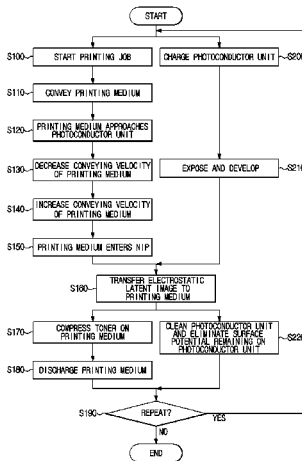 START
S100
START PRINTING JOB
CHARGE PHOTOCONDUCTOR UNIT
S200
S110
CONVEY PRINTING MEDIUM
S120
PRINTING MEDIUM APPROACHES
PHOTOCONDUCTOR UNIT
S130
DECREASE CONVEYING VELOCITY
OF PRINTING MEDIUM
EXPOSE AND DEVELOP
S210
S140
INCREASE CONVEYING VELOCITY
OF PRINTING MEDIUM
S150
PRINTING MEDIUM ENTERS NIP
S160
TRANSFER ELECTROSTATIC
LATENT IMAGE TO
PRINTING MEDIUM
S170
COMPRESS TONER ON
PRINTING MEDIUM
CLEAN PHOTOCONDUCTOR UNIT
AND ELIMINATE SURFACE
POTENTIAL REMAINING ON
PHOTOCONDUCTOR UNIT
S220
S180
DISCHARGE PRINTING MEDIUM
S190
REPEAT?
YES
NO
END